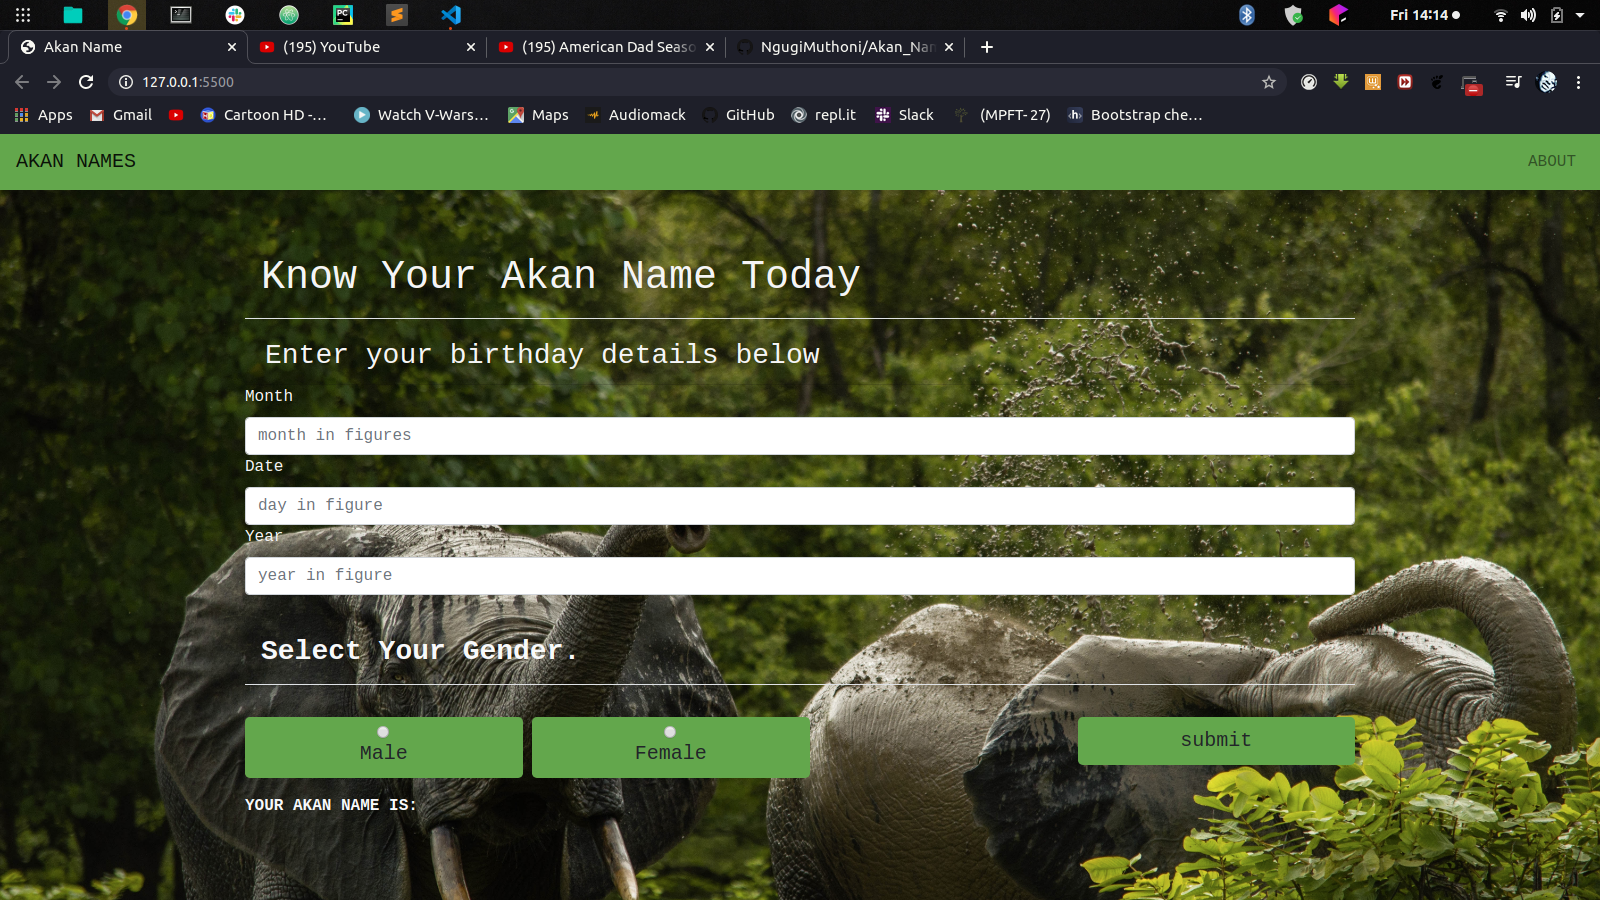 Fri 14:14
Akan Name
(195) YouTube
(195) American Dad Seaso
NgugiMuthoni/Akan_Nan
127.0.0.1:5500
Apps
Gmail
Cartoon HD -...
Watch V-Wars...
Maps
Audiomack
GitHub
repl.it
Slack
(MPFT-27)
Bootstrap che...
AKAN NAMES
ABOUT
Know Your Akan Name Today
Enter your birthday details below
Month
month in figures
Date
day in figure
Year
year in figure
Select Your Gender.
Male
Female
submit
YOUR AKAN NAME IS: